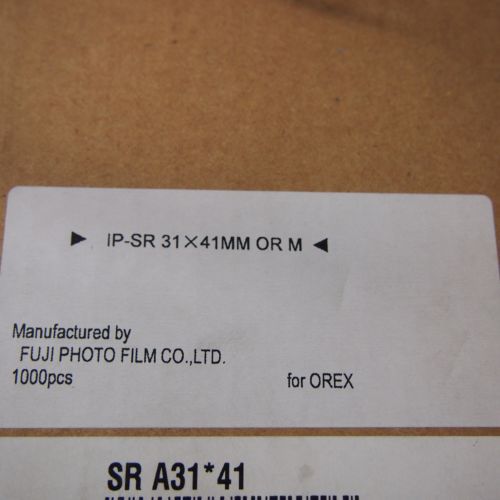 ► IP-SR 31×41MM OR M ◄
Manufactured by
FUJI PHOTO FILM CO.,LTD.
1000pcs for OREX
SR A31*41